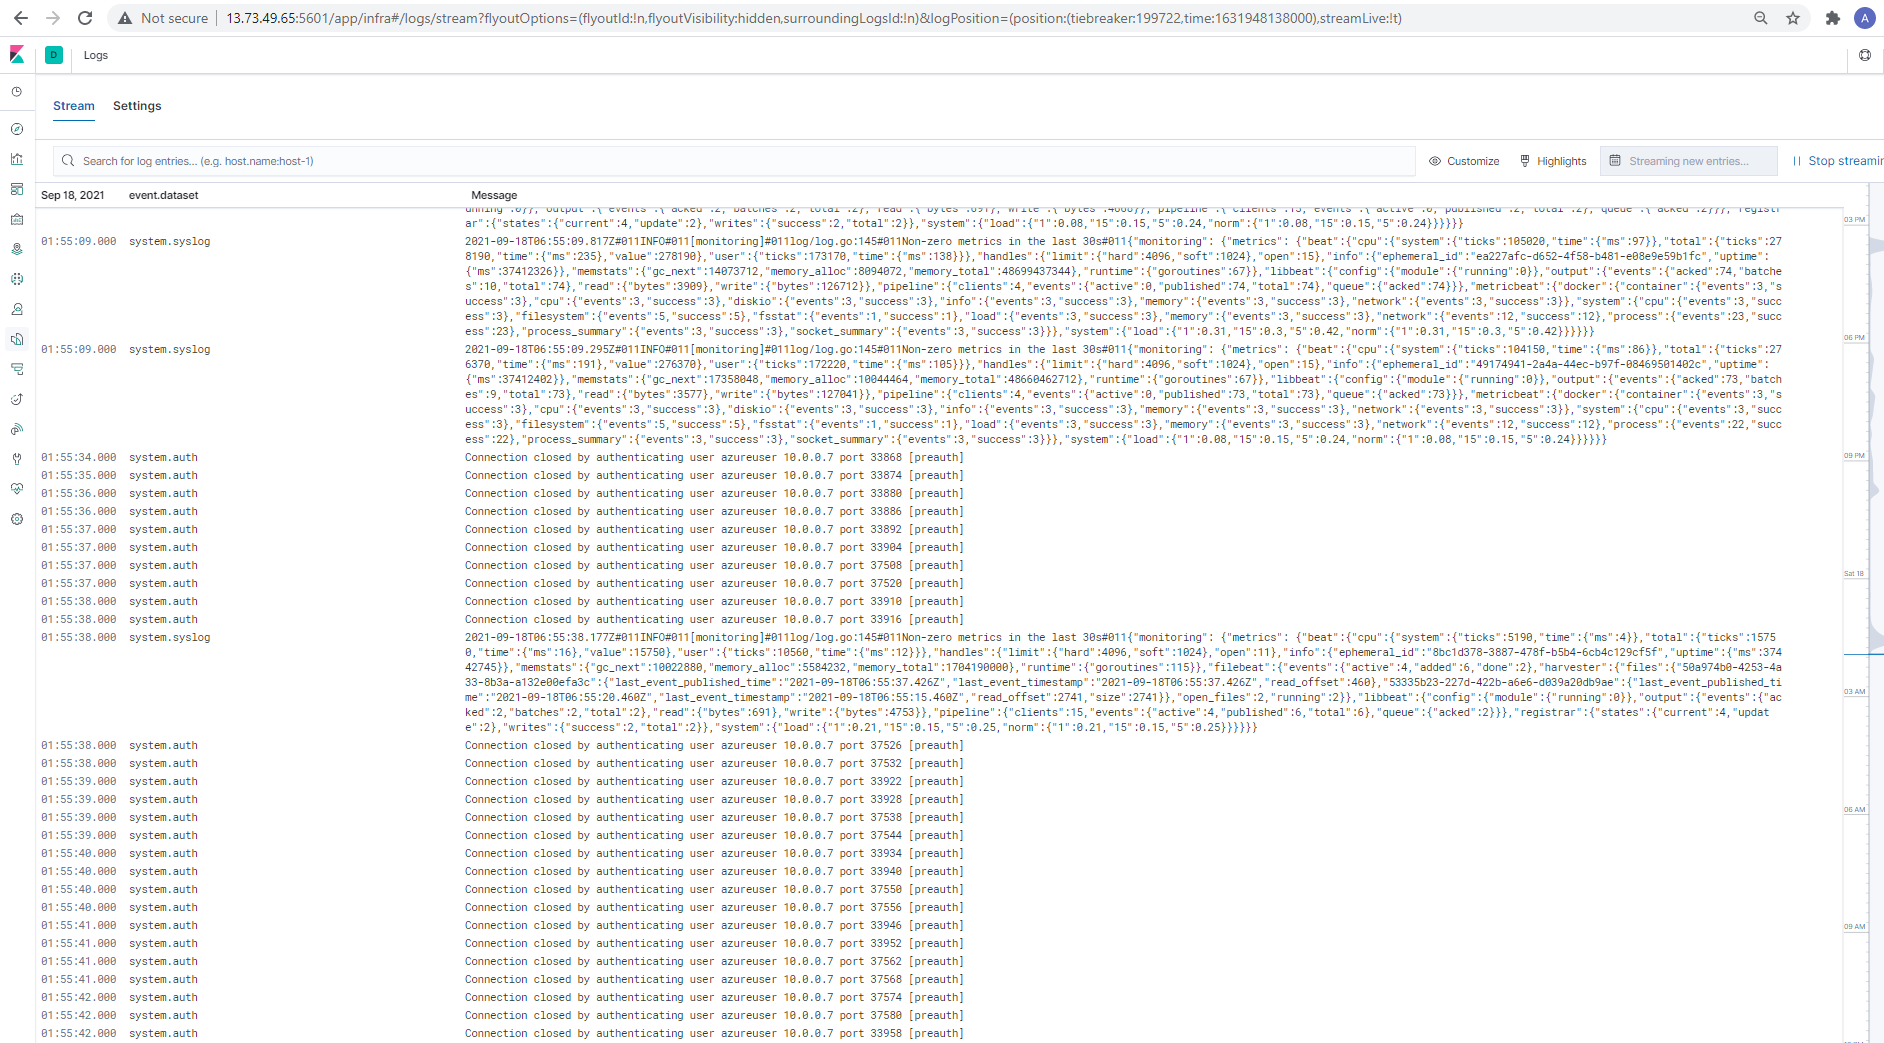 Not secure | 13.73.49.65:5601/app/infra#/logs/stream?flyoutOptions=(flyoutId:!n,flyoutVisibility:hidden,surroundingLogsId:!n)&logPosition=(position:(tiebreaker:199722,time:1631948138000),streamLive:!t)
A
D Logs
Stream Settings
Search for log entries... (e.g. host.name:host-1) Customize Highlights Streaming new entries... Stop streamin
Sep 18, 2021 event.dataset Message
ar":{"states":{"current":4,"update":2},"writes":{"success":2,"total":2}},"system":{"load":{"1":0.08,"15":0.15,"5":0.24,"norm":{"1":0.08,"15":0.15,"5":0.24}}}}}}
03 PM
01:55:09.000 system.syslog 2021-09-18T06:55:09.817Z#011INFO#011[monitoring]#011log/log.go:145#011Non-zero metrics in the last 30s#011{"monitoring": {"metrics": {"beat":{"cpu":{"system":{"ticks":105020,"time":{"ms":97}},"total":{"ticks":27
8190,"time":{"ms":235},"value":278190},"user":{"ticks":173170,"time":{"ms":138}}},"handles":{"limit":{"hard":4096,"soft":1024},"open":15},"info":{"ephemeral_id":"ea227afc-d652-4f58-b481-e08e9e59b1fc","uptime":
{"ms":37412326}},"memstats":{"gc_next":14073712,"memory_alloc":8094072,"memory_total":48699437344},"runtime":{"goroutines":67}},"libbeat":{"config":{"module":{"running":0}},"output":{"events":{"acked":74,"batche
s":10,"total":74},"read":{"bytes":3909},"write":{"bytes":126712}},"pipeline":{"clients":4,"events":{"active":0,"published":74,"total":74},"queue":{"acked":74}}},"metricbeat":{"docker":{"container":{"events":3,"s
uccess":3},"cpu":{"events":3,"success":3},"diskio":{"events":3,"success":3},"info":{"events":3,"success":3},"memory":{"events":3,"success":3},"network":{"events":3,"success":3}},"system":{"cpu":{"events":3,"succ
ess":3},"filesystem":{"events":5,"success":5},"fsstat":{"events":1,"success":1},"load":{"events":3,"success":3},"memory":{"events":3,"success":3},"network":{"events":12,"success":12},"process":{"events":23,"succ
ess":23},"process_summary":{"events":3,"success":3},"socket_summary":{"events":3,"success":3}}},"system":{"load":{"1":0.31,"15":0.3,"5":0.42,"norm":{"1":0.31,"15":0.3,"5":0.42}}}}}}
06 PM
01:55:09.000 system.syslog 2021-09-18T06:55:09.295Z#011INFO#011[monitoring]#011log/log.go:145#011Non-zero metrics in the last 30s#011{"monitoring": {"metrics": {"beat":{"cpu":{"system":{"ticks":104150,"time":{"ms":86}},"total":{"ticks":27
6370,"time":{"ms":191},"value":276370},"user":{"ticks":172220,"time":{"ms":105}}},"handles":{"limit":{"hard":4096,"soft":1024},"open":15},"info":{"ephemeral_id":"49174941-2a4a-44ec-b97f-08469501402c","uptime":
{"ms":37412402}},"memstats":{"gc_next":17358048,"memory_alloc":10044464,"memory_total":48660462712},"runtime":{"goroutines":67}},"libbeat":{"config":{"module":{"running":0}},"output":{"events":{"acked":73,"batch
es":9,"total":73},"read":{"bytes":3577},"write":{"bytes":127041}},"pipeline":{"clients":4,"events":{"active":0,"published":73,"total":73},"queue":{"acked":73}}},"metricbeat":{"docker":{"container":{"events":3,"s
uccess":3},"cpu":{"events":3,"success":3},"diskio":{"events":3,"success":3},"info":{"events":3,"success":3},"memory":{"events":3,"success":3},"network":{"events":3,"success":3}},"system":{"cpu":{"events":3,"succ
ess":3},"filesystem":{"events":5,"success":5},"fsstat":{"events":1,"success":1},"load":{"events":3,"success":3},"memory":{"events":3,"success":3},"network":{"events":12,"success":12},"process":{"events":22,"succ
ess":22},"process_summary":{"events":3,"success":3},"socket_summary":{"events":3,"success":3}}},"system":{"load":{"1":0.08,"15":0.15,"5":0.24,"norm":{"1":0.08,"15":0.15,"5":0.24}}}}}}
01:55:34.000 system.auth Connection closed by authenticating user azureuser 10.0.0.7 port 33868 [preauth]
09 PM
01:55:35.000 system.auth Connection closed by authenticating user azureuser 10.0.0.7 port 33874 [preauth]
01:55:36.000 system.auth Connection closed by authenticating user azureuser 10.0.0.7 port 33880 [preauth]
01:55:36.000 system.auth Connection closed by authenticating user azureuser 10.0.0.7 port 33886 [preauth]
01:55:37.000 system.auth Connection closed by authenticating user azureuser 10.0.0.7 port 33892 [preauth]
01:55:37.000 system.auth Connection closed by authenticating user azureuser 10.0.0.7 port 33904 [preauth]
01:55:37.000 system.auth Connection closed by authenticating user azureuser 10.0.0.7 port 37508 [preauth]
Sat 18
01:55:37.000 system.auth Connection closed by authenticating user azureuser 10.0.0.7 port 37520 [preauth]
01:55:38.000 system.auth Connection closed by authenticating user azureuser 10.0.0.7 port 33910 [preauth]
01:55:38.000 system.auth Connection closed by authenticating user azureuser 10.0.0.7 port 33916 [preauth]
01:55:38.000 system.syslog 2021-09-18T06:55:38.177Z#011INFO#011[monitoring]#011log/log.go:145#011Non-zero metrics in the last 30s#011{"monitoring": {"metrics": {"beat":{"cpu":{"system":{"ticks":5190,"time":{"ms":4}},"total":{"ticks":1575
0,"time":{"ms":16},"value":15750},"user":{"ticks":10560,"time":{"ms":12}}},"handles":{"limit":{"hard":4096,"soft":1024},"open":11},"info":{"ephemeral_id":"8bc1d378-3887-478f-b5b4-6cb4c129cf5f","uptime":{"ms":374
42745}},"memstats":{"gc_next":10022880,"memory_alloc":5584232,"memory_total":1704190000},"runtime":{"goroutines":115}},"filebeat":{"events":{"active":4,"added":6,"done":2},"harvester":{"files":{"50a974b0-4253-4a
33-8b3a-a132e00efa3c":{"last_event_published_time":"2021-09-18T06:55:37.426Z","last_event_timestamp":"2021-09-18T06:55:37.426Z","read_offset":460},"53335b23-227d-422b-a6e6-d039a20db9ae":{"last_event_published_ti
me":"2021-09-18T06:55:20.460Z","last_event_timestamp":"2021-09-18T06:55:15.460Z","read_offset":2741,"size":2741}},"open_files":2,"running":2}},"libbeat":{"config":{"module":{"running":0}},"output":{"events":{"ac
03 AM
ked":2,"batches":2,"total":2},"read":{"bytes":691},"write":{"bytes":4753}},"pipeline":{"clients":15,"events":{"active":4,"published":6,"total":6},"queue":{"acked":2}}},"registrar":{"states":{"current":4,"updat
e":2},"writes":{"success":2,"total":2}},"system":{"load":{"1":0.21,"15":0.15,"5":0.25,"norm":{"1":0.21,"15":0.15,"5":0.25}}}}}}
01:55:38.000 system.auth Connection closed by authenticating user azureuser 10.0.0.7 port 37526 [preauth]
01:55:38.000 system.auth Connection closed by authenticating user azureuser 10.0.0.7 port 37532 [preauth]
01:55:39.000 system.auth Connection closed by authenticating user azureuser 10.0.0.7 port 33922 [preauth]
01:55:39.000 system.auth Connection closed by authenticating user azureuser 10.0.0.7 port 33928 [preauth]
06 AM
01:55:39.000 system.auth Connection closed by authenticating user azureuser 10.0.0.7 port 37538 [preauth]
01:55:39.000 system.auth Connection closed by authenticating user azureuser 10.0.0.7 port 37544 [preauth]
01:55:40.000 system.auth Connection closed by authenticating user azureuser 10.0.0.7 port 33934 [preauth]
01:55:40.000 system.auth Connection closed by authenticating user azureuser 10.0.0.7 port 33940 [preauth]
01:55:40.000 system.auth Connection closed by authenticating user azureuser 10.0.0.7 port 37550 [preauth]
01:55:40.000 system.auth Connection closed by authenticating user azureuser 10.0.0.7 port 37556 [preauth]
01:55:41.000 system.auth Connection closed by authenticating user azureuser 10.0.0.7 port 33946 [preauth]
09 AM
01:55:41.000 system.auth Connection closed by authenticating user azureuser 10.0.0.7 port 33952 [preauth]
01:55:41.000 system.auth Connection closed by authenticating user azureuser 10.0.0.7 port 37562 [preauth]
01:55:41.000 system.auth Connection closed by authenticating user azureuser 10.0.0.7 port 37568 [preauth]
01:55:42.000 system.auth Connection closed by authenticating user azureuser 10.0.0.7 port 37574 [preauth]
01:55:42.000 system.auth Connection closed by authenticating user azureuser 10.0.0.7 port 37580 [preauth]
01:55:42.000 system.auth Connection closed by authenticating user azureuser 10.0.0.7 port 33958 [preauth]